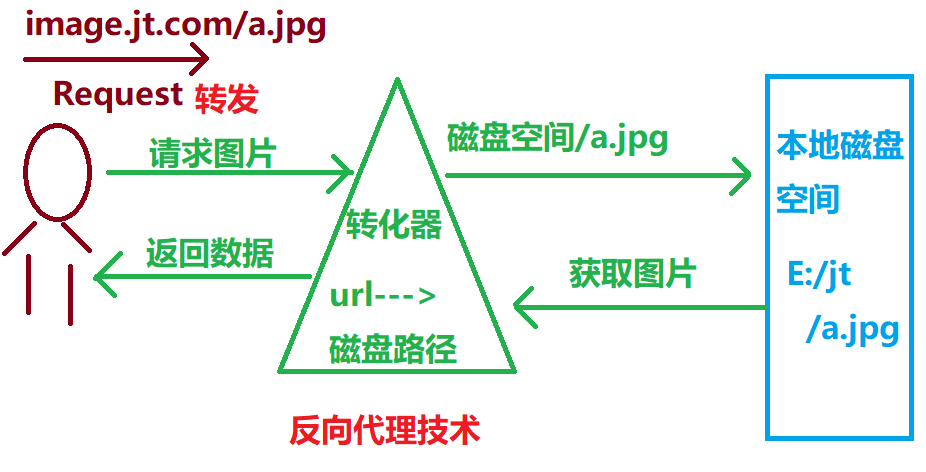 image.jt.com/a.jpg
Request 转发
请求图片
返回数据
转化器
url--->
磁盘路径
反向代理技术
磁盘空间/a.jpg
获取图片
本地磁盘
空间
E:/jt
/a.jpg